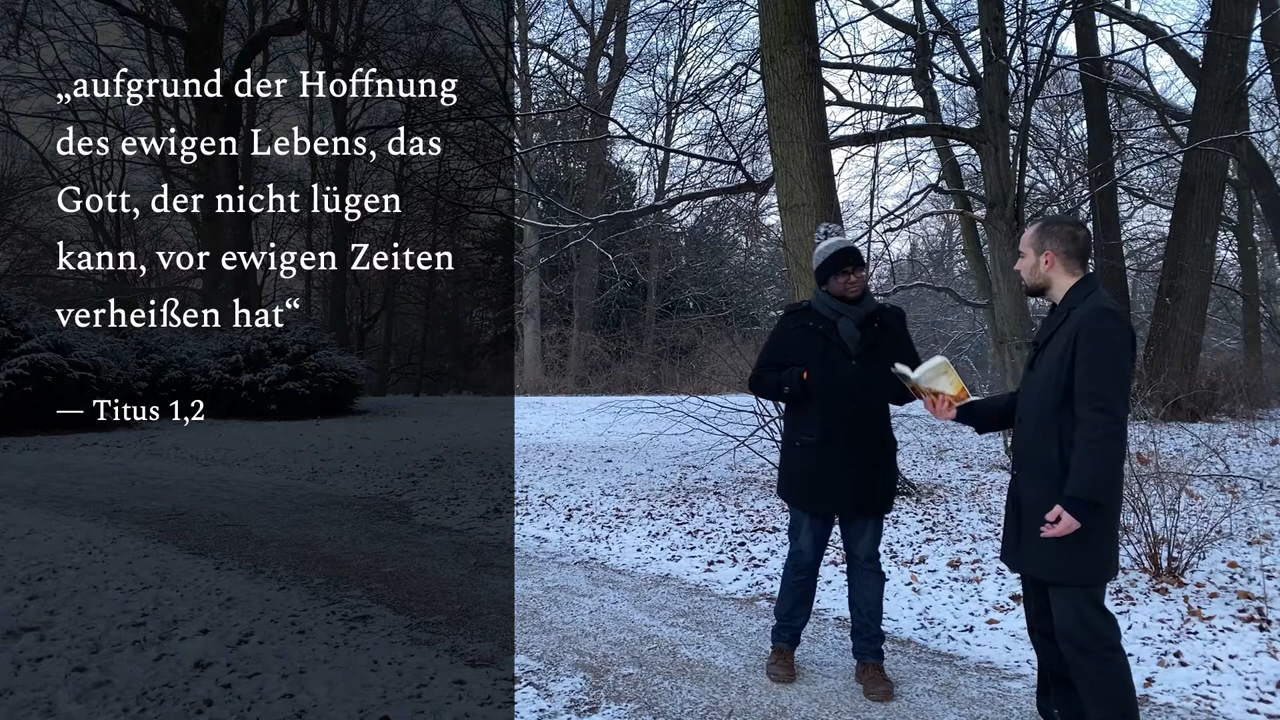 „aufgrund der Hoffnung
des ewigen Lebens, das
Gott, der nicht lügen
kann, vor ewigen Zeiten
verheißen hat“
— Titus 1,2